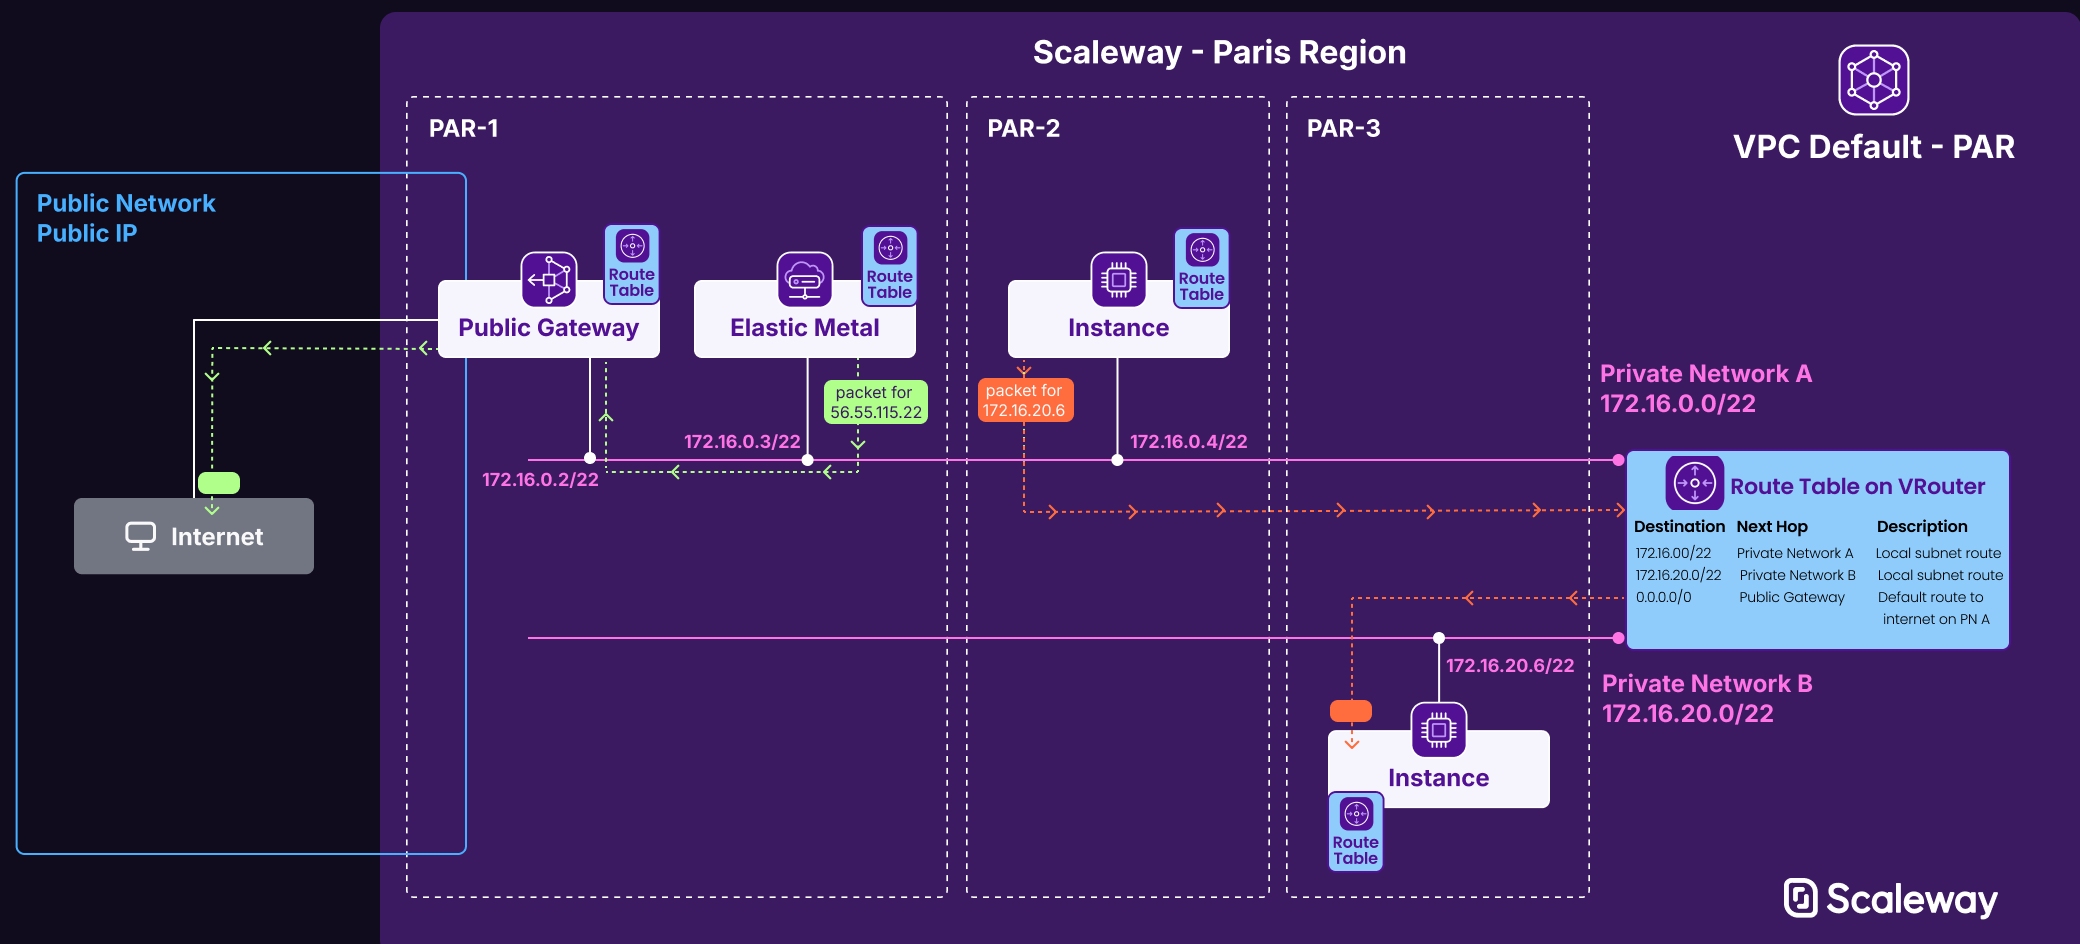 Scaleway - Paris Region
VPC Default - PAR
PAR-1
PAR-2
PAR-3
Public Network
Public IP
Route
Table
Public Gateway
Route
Table
Elastic Metal
Route
Table
Instance
packet for
56.55.115.22
packet for
172.16.20.6
Private Network A
172.16.0.0/22
172.16.0.3/22
172.16.0.4/22
172.16.0.2/22
Internet
Route Table on VRouter
Destination Next Hop Description
172.16.00/22 Private Network A Local subnet route
172.16.20.0/22 Private Network B Local subnet route
0.0.0.0/0 Public Gateway Default route to
internet on PN A
172.16.20.6/22
Private Network B
172.16.20.0/22
Instance
Route
Table
Scaleway